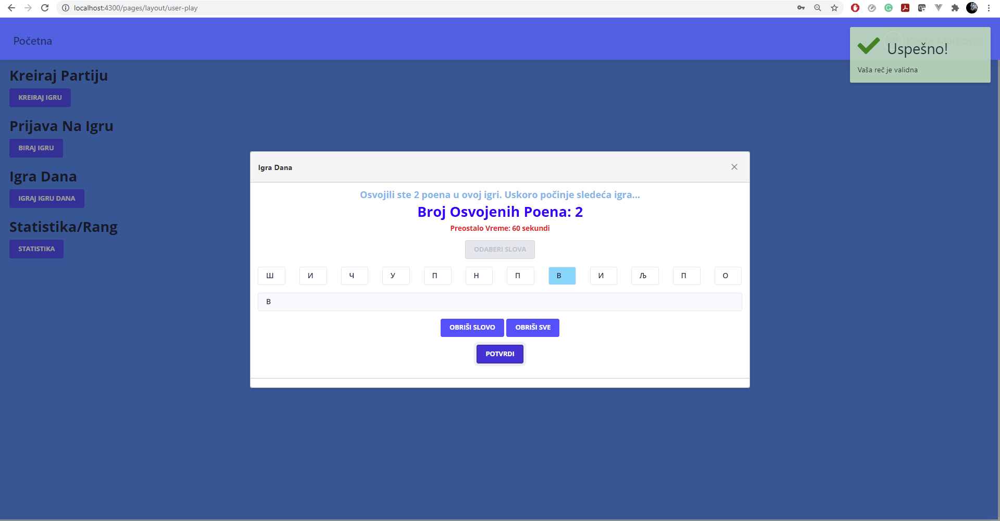 localhost:4300/pages/layout/user-play
Početna
Uspešno!
Vaša reč je validna
Kreiraj Partiju
KREIRAJ IGRU
Prijava Na Igru
BIRAJ IGRU
Igra Dana
IGRAJ IGRU DANA
Statistika/Rang
STATISTIKA
Igra Dana
Osvojili ste 2 poena u ovoj igri. Uskoro počinje sledeća igra...
Broj Osvojenih Poena: 2
Preostalo Vreme: 60 sekundi
ODABERI SLOVA
Ш И Ч У П Н П В И Љ П О
В
OBRIŠI SLOVO OBRIŠI SVE
POTVRDI